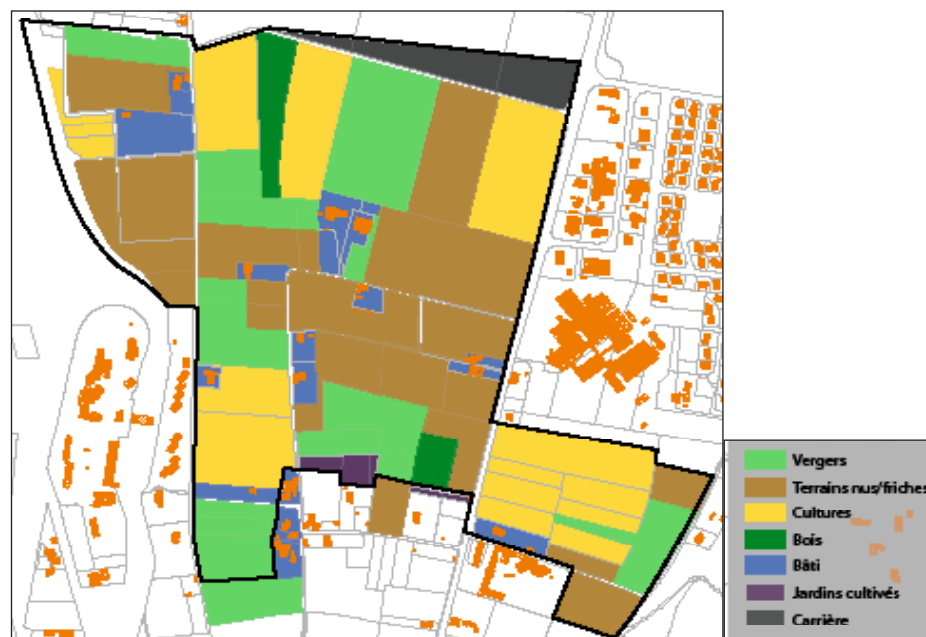 Vergers
Terrains nus/friches
Cultures
Bois
Bâti
Jardins cultivés
Carrière